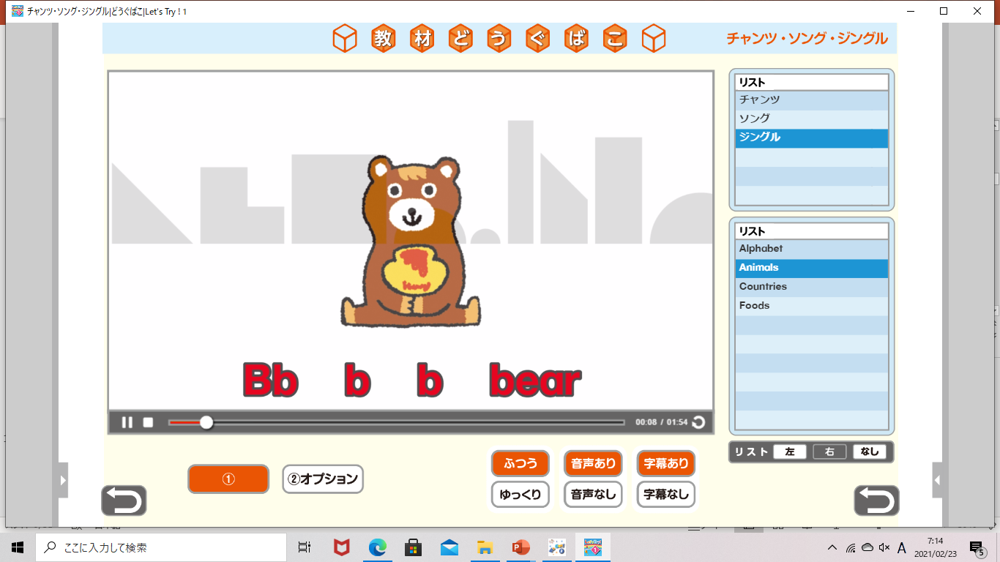 チャンツ・ソング・ジングル|どうぐばこ|Let's Try ! 1
教材どうぐばこ
チャンツ・ソング・ジングル
リスト
チャンツ
ソング
ジングル
Honey
リスト
Alphabet
Animals
Countries
Foods
Bb b b bear
00:08 / 01:54
リスト 左 右 なし
① ②オプション
ふつう 音声あり 字幕あり
ゆっくり 音声なし 字幕なし
ここに入力して検索
A
7:14
2021/02/23
5